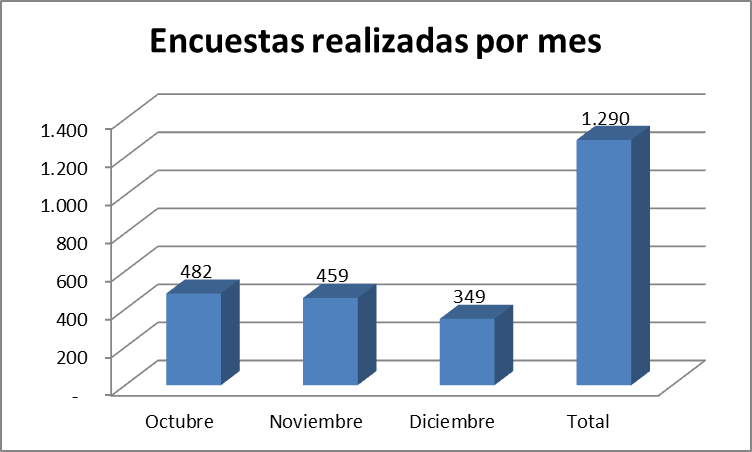 Encuestas realizadas por mes
1.400
1.200
1.000
800
600
400
200
-
482
459
349
1.290
Octubre
Noviembre
Diciembre
Total